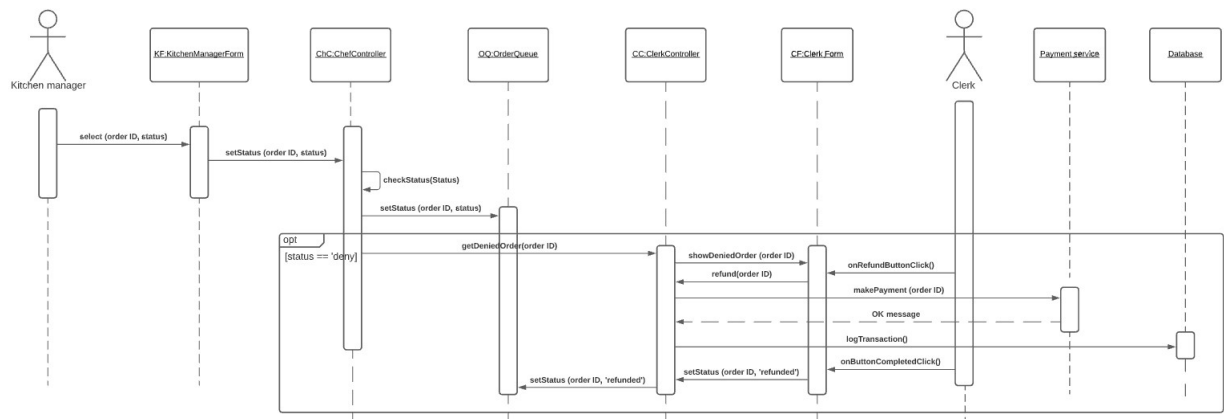 KF:KitchenManagerForm
ChC:ChefController
OQ:OrderQueue
CC:ClerkController
CF:Clerk Form
Payment service
Database
Kitchen manager
Clerk
select (order ID, status)
setStatus (order ID, status)
checkStatus(Status)
setStatus (order ID, status)
opt
[status == 'deny]
getDeniedOrder(order ID)
showDeniedOrder (order ID)
onRefundButtonClick()
refund(order ID)
makePayment (order ID)
OK message
logTransaction()
onButtonCompletedClick()
setStatus (order ID, 'refunded')
setStatus (order ID, 'refunded')